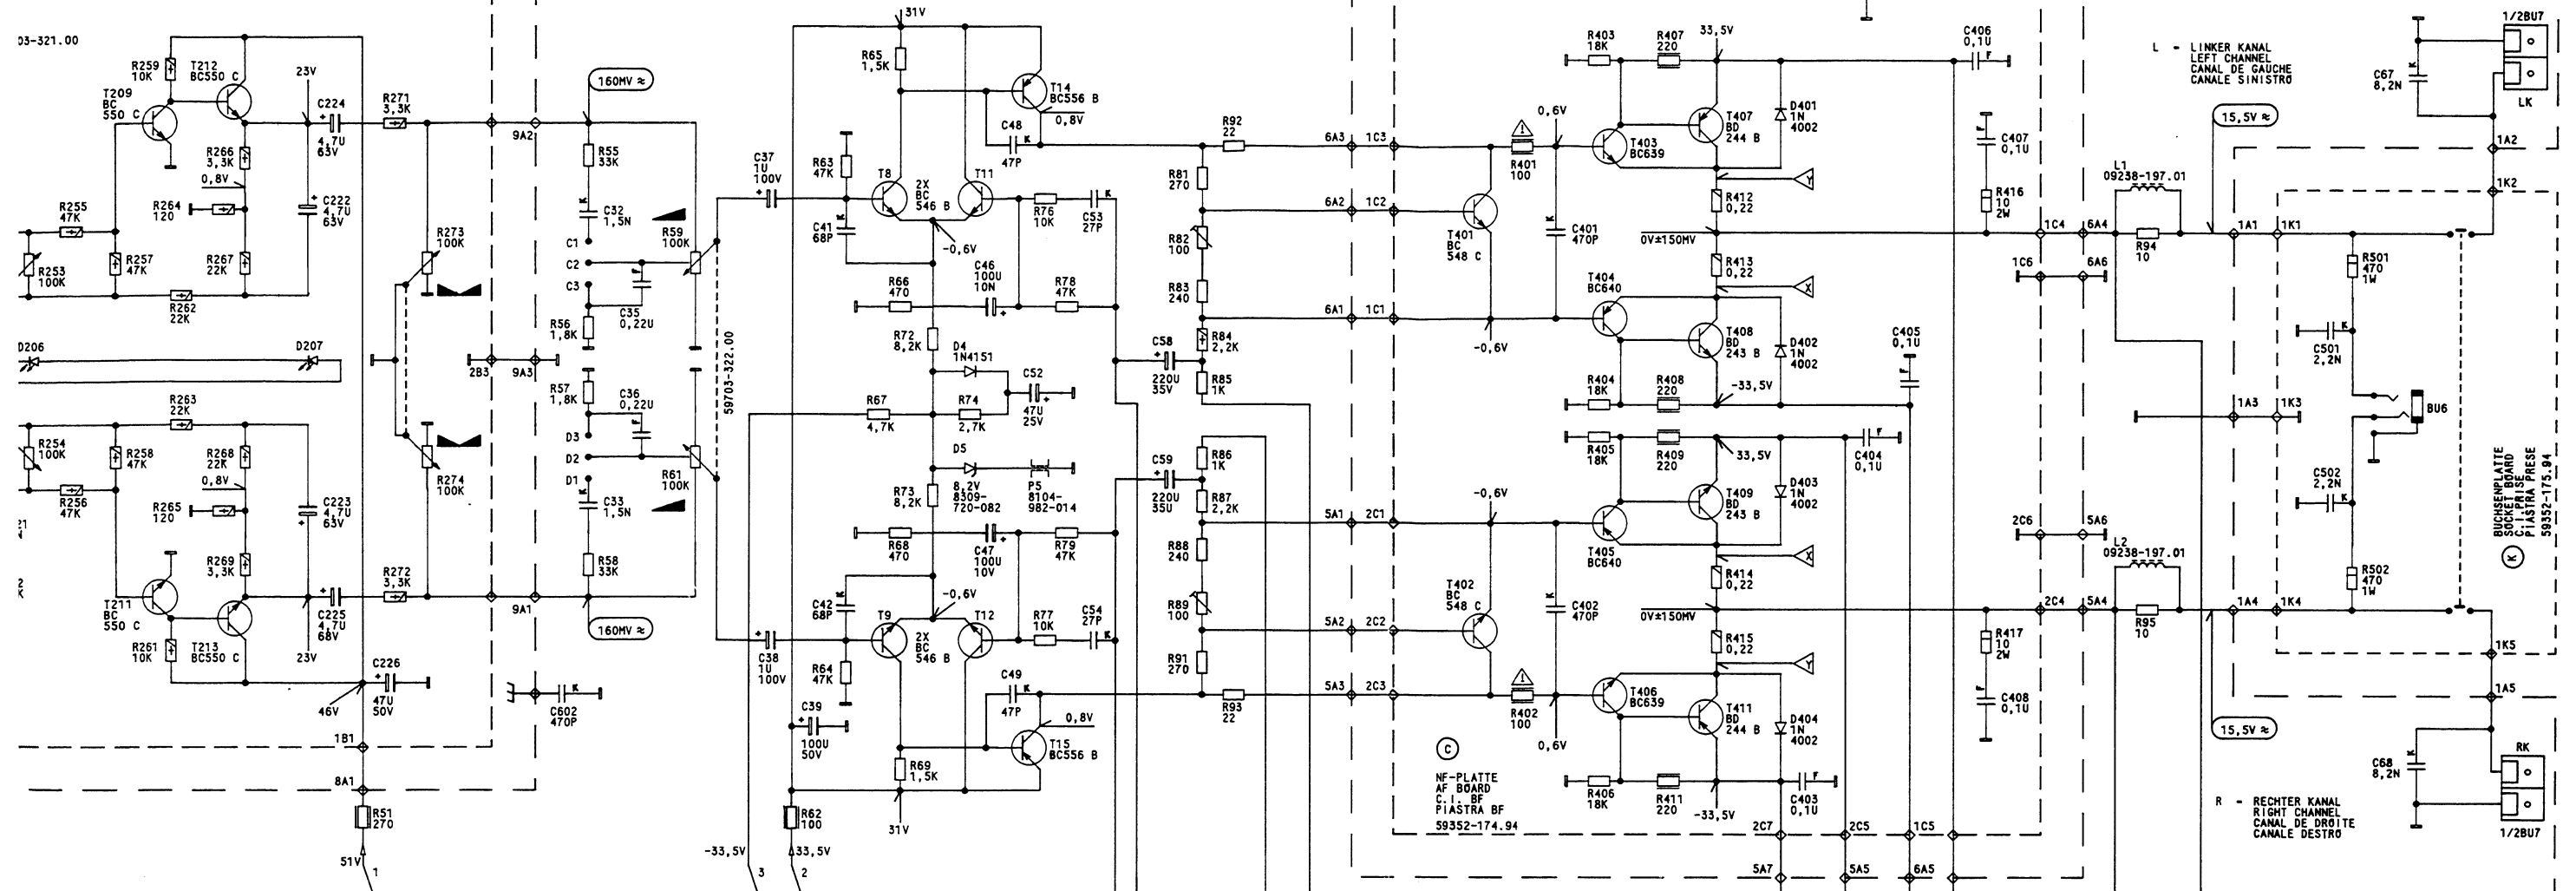 03-321.00
R259
10K
T212
BC550 C
T209
BC
550 C
23V
C224
4,7U
63V
R271
3,3K
R266
3,3K
0,8V
R264
120
C222
4,7U
63V
R255
47K
R253
100K
R257
47K
R267
22K
R262
22K
R273
100K
D206
D207
2B3
9A3
9A2
R263
22K
R254
100K
R258
47K
R268
22K
0,8V
R265
120
C223
4,7U
63V
R256
47K
R274
100K
R269
3,3K
R272
3,3K
9A1
T211
BC
550 C
R261
10K
T213
BC550 C
C225
4,7U
68V
23V
C226
47U
50V
46V
1B1
8A1
R51
270
51V
1
C602
470P
160MV ≈
R55
33K
C32
1,5N
C1
C2
C3
R59
100K
C35
0,22U
R56
1,8K
R57
1,8K
C36
0,22U
D3
D2
D1
R61
100K
C33
1,5N
R58
33K
160MV ≈
59703-322.00
31V
R65
1,5K
T14
BC556 B
0,8V
C48
47P
C37
1U
100V
R63
47K
T8
2X
BC
546 B
T11
C41
68P
-0,6V
R76
10K
C53
27P
R66
470
C46
100U
10N
R78
47K
R72
8,2K
D4
1N4151
C52
47U
25V
R67
4,7K
R74
2,7K
D5
8,2V
8309-
720-082
P5
8104-
982-014
R73
8,2K
R68
470
C47
100U
10V
R79
47K
C42
68P
-0,6V
T9
2X
BC
546 B
T12
R77
10K
C54
27P
C38
1U
100V
R64
47K
C49
47P
0,8V
T15
BC556 B
C39
100U
50V
R69
1,5K
R62
100
31V
-33,5V
33,5V
3
2
R92
22
R81
270
R82
100
R83
240
R84
2,2K
C58
220U
35V
R85
1K
R86
1K
C59
220U
35U
R87
2,2K
R88
240
R89
100
R91
270
R93
22
6A3
1C3
6A2
1C2
6A1
1C1
5A1
2C1
5A2
2C2
5A3
2C3
R403
18K
R407
220
33,5V
C406
0,1U
0,6V
R401
100
T403
BC639
T407
BD
244 B
D401
1N
4002
C407
0,1U
Y
T401
BC
548 C
C401
470P
R412
0,22
R416
10
2W
0V±150MV
R413
0,22
1C4
6A4
1C6
6A6
T404
BC640
X
T408
BD
243 B
D402
1N
4002
C405
0,1U
-0,6V
R404
18K
R408
220
-33,5V
R405
18K
R409
220
33,5V
C404
0,1U
-0,6V
T405
BC640
T409
BD
243 B
D403
1N
4002
X
T402
BC
548 C
C402
470P
R414
0,22
2C6
5A6
0V±150MV
R415
0,22
R417
10
2W
2C4
5A4
Y
R402
100
0,6V
T406
BC639
T411
BD
244 B
D404
1N
4002
C408
0,1U
R406
18K
R411
220
-33,5V
C403
0,1U
C
NF-PLATTE
AF BOARD
C.I. BF
PIASTRA BF
59352-174.94
2C7
2C5
1C5
5A7
5A5
6A5
L - LINKER KANAL
LEFT CHANNEL
CANAL DE GAUCHE
CANALE SINISTRO
1/2BU7
C67
8,2N
LK
15,5V ≈
1A2
L1
09238-197.01
1K2
R94
10
1A1
1K1
R501
470
1W
C501
2,2N
1A3
1K3
BU6
C502
2,2N
BUCHSENPLATTE
SOCKET BOARD
C.I.PRISE
PIASTRA PRESE
59352-175.94
K
L2
09238-197.01
R502
470
1W
R95
10
1A4
1K4
1K5
1A5
15,5V ≈
C68
8,2N
RK
R - RECHTER KANAL
RIGHT CHANNEL
CANAL DE DROITE
CANALE DESTRO
1/2BU7